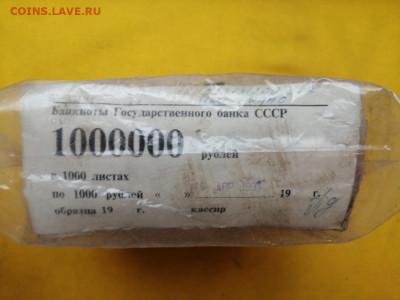 COINS.LAVE.RU
Банкноты Государственного банка СССР
1000000 рублей
в 1000 листах
по 1000 рублей « » 19 г.
образца 19 г. кассир